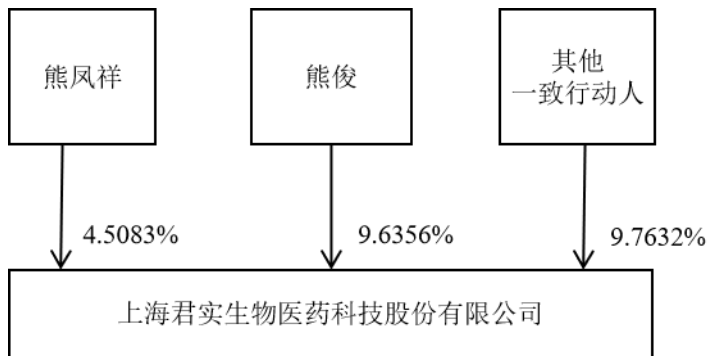 熊凤祥
熊俊
其他
一致行动人
4.5083%
9.6356%
9.7632%
上海君实生物医药科技股份有限公司